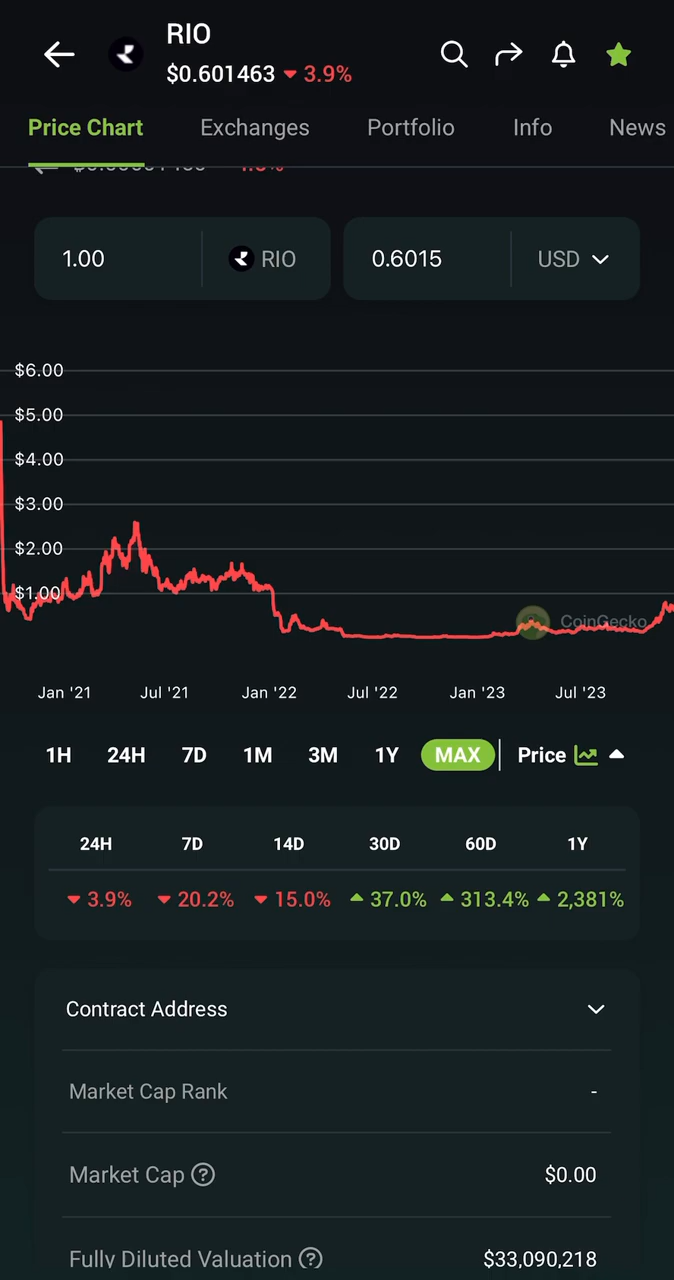 RIO
$0.601463 3.9%
Price Chart Exchanges Portfolio Info News
1.00 RIO 0.6015 USD
$6.00
$5.00
$4.00
$3.00
$2.00
$1.00
CoinGecko
Jan '21 Jul '21 Jan '22 Jul '22 Jan '23 Jul '23
1H 24H 7D 1M 3M 1Y MAX Price
24H 7D 14D 30D 60D 1Y
3.9% 20.2% 15.0% 37.0% 313.4% 2,381%
Contract Address
Market Cap Rank -
Market Cap ? $0.00
Fully Diluted Valuation ? $33,090,218